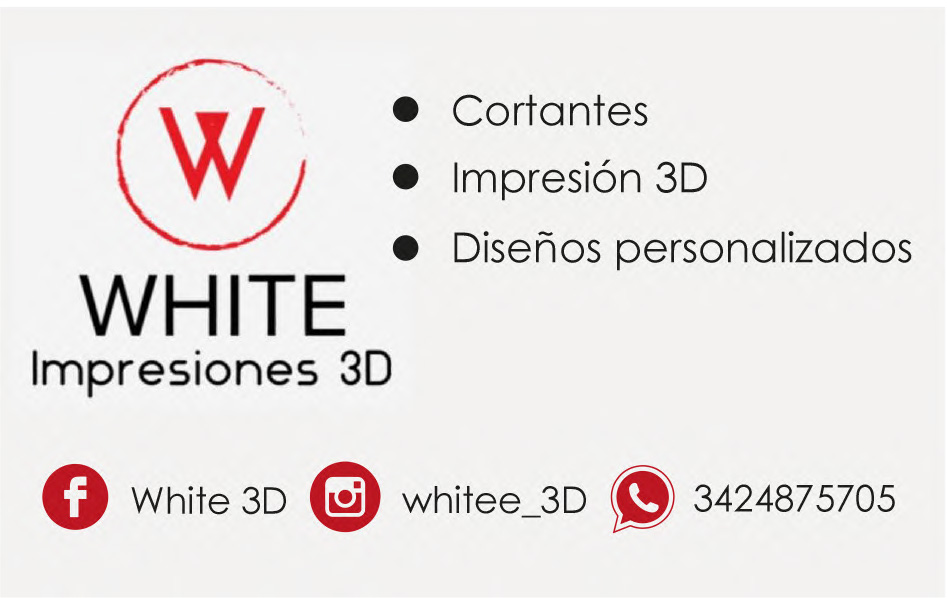 W
WHITE
Impresiones 3D
● Cortantes
● Impresión 3D
● Diseños personalizados
White 3D
whitee_3D
3424875705